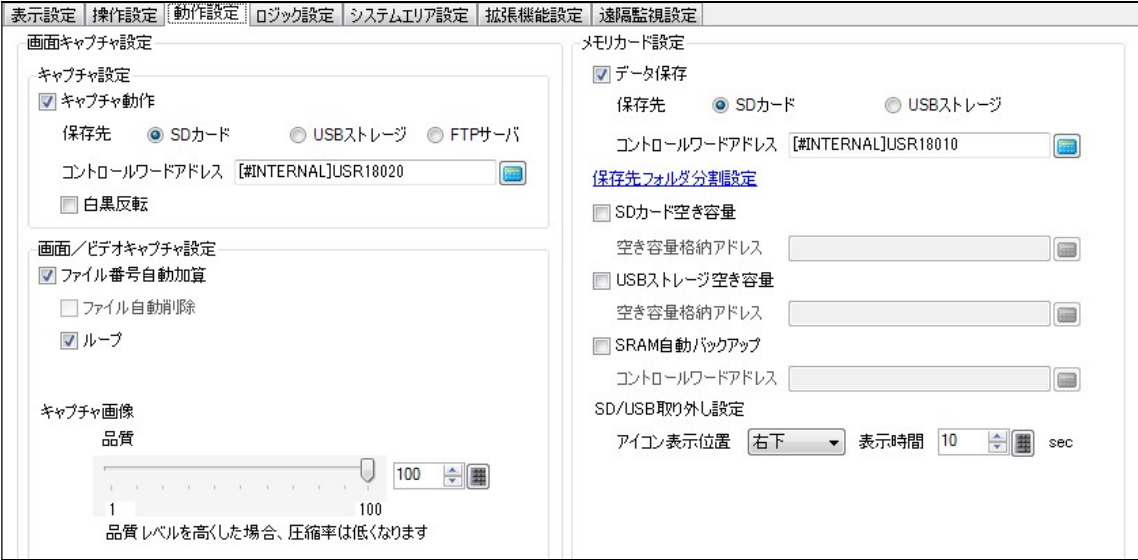 表示設定 操作設定 動作設定 ロジック設定 システムエリア設定 拡張機能設定 遠隔監視設定
画面キャプチャ設定
キャプチャ設定
キャプチャ動作
保存先 SDカード USBストレージ FTPサーバ
コントロールワードアドレス [#INTERNAL]USR18020
白黒反転
画面／ビデオキャプチャ設定
ファイル番号自動加算
ファイル自動削除
ループ
キャプチャ画像
品質
100
1 100
品質レベルを高くした場合、圧縮率は低くなります
メモリカード設定
データ保存
保存先 SDカード USBストレージ
コントロールワードアドレス [#INTERNAL]USR18010
保存先フォルダ分割設定
SDカード空き容量
空き容量格納アドレス
USBストレージ空き容量
空き容量格納アドレス
SRAM自動バックアップ
コントロールワードアドレス
SD/USB取り外し設定
アイコン表示位置 右下 表示時間 10 sec